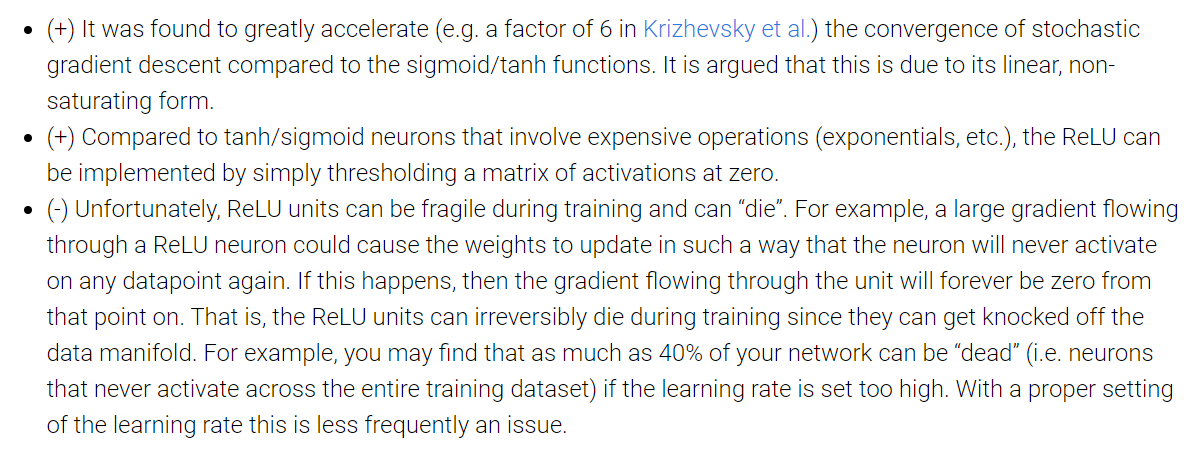 • (+) It was found to greatly accelerate (e.g. a factor of 6 in Krizhevsky et al.) the convergence of stochastic
gradient descent compared to the sigmoid/tanh functions. It is argued that this is due to its linear, non-
saturating form.
• (+) Compared to tanh/sigmoid neurons that involve expensive operations (exponentials, etc.), the ReLU can
be implemented by simply thresholding a matrix of activations at zero.
• (-) Unfortunately, ReLU units can be fragile during training and can “die”. For example, a large gradient flowing
through a ReLU neuron could cause the weights to update in such a way that the neuron will never activate
on any datapoint again. If this happens, then the gradient flowing through the unit will forever be zero from
that point on. That is, the ReLU units can irreversibly die during training since they can get knocked off the
data manifold. For example, you may find that as much as 40% of your network can be “dead” (i.e. neurons
that never activate across the entire training dataset) if the learning rate is set too high. With a proper setting
of the learning rate this is less frequently an issue.